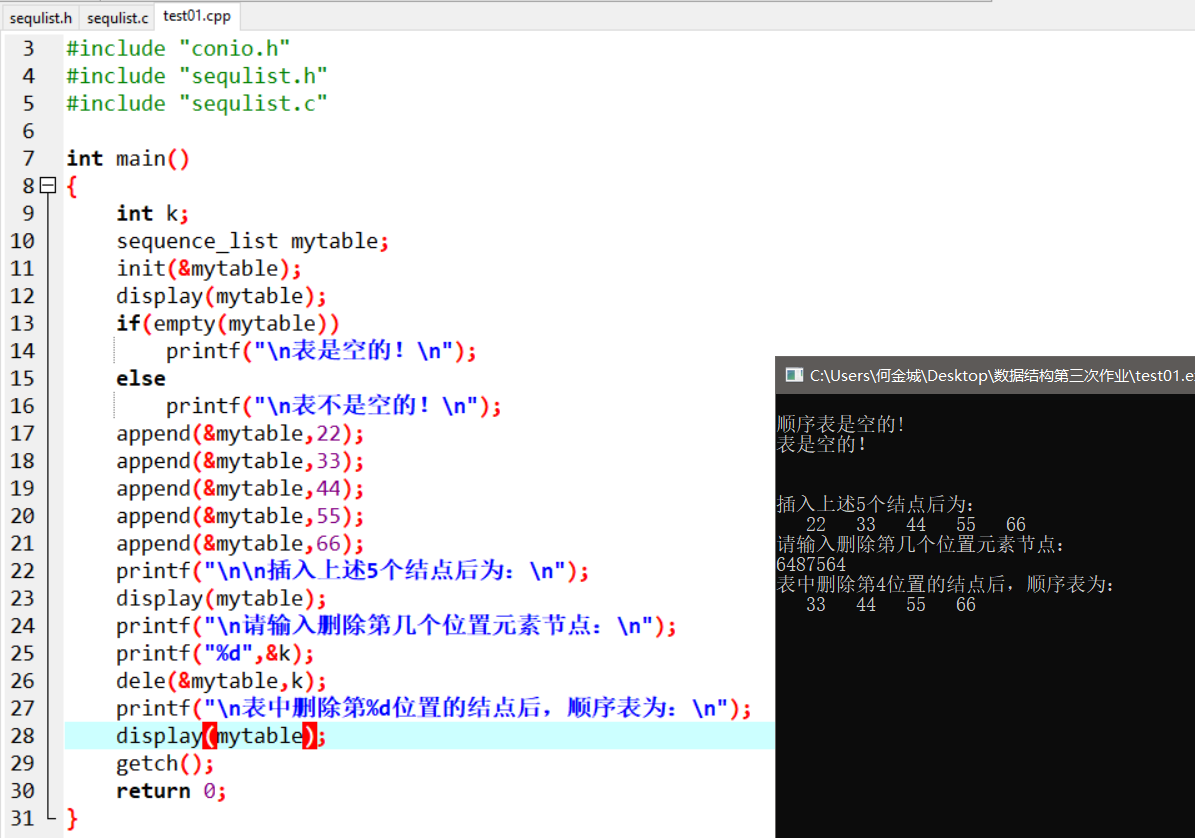 sequlist.h sequlist.c test01.cpp
3 #include "conio.h"
4 #include "sequlist.h"
5 #include "sequlist.c"
6
7 int main()
8 {
9 int k;
10 sequence_list mytable;
11 init(&mytable);
12 display(mytable);
13 if(empty(mytable))
14 printf("\n表是空的！\n");
15 else
16 printf("\n表不是空的！\n");
17 append(&mytable,22);
18 append(&mytable,33);
19 append(&mytable,44);
20 append(&mytable,55);
21 append(&mytable,66);
22 printf("\n\n插入上述5个结点后为：\n");
23 display(mytable);
24 printf("\n请输入删除第几个位置元素节点：\n");
25 printf("%d",&k);
26 dele(&mytable,k);
27 printf("\n表中删除第%d位置的结点后，顺序表为：\n");
28 display(mytable);
29 getch();
30 return 0;
31 }
C:\Users\何金城\Desktop\数据结构第三次作业\test01.e
顺序表是空的！
表是空的！
插入上述5个结点后为：
22 33 44 55 66
请输入删除第几个位置元素节点：
6487564
表中删除第4位置的结点后，顺序表为：
33 44 55 66